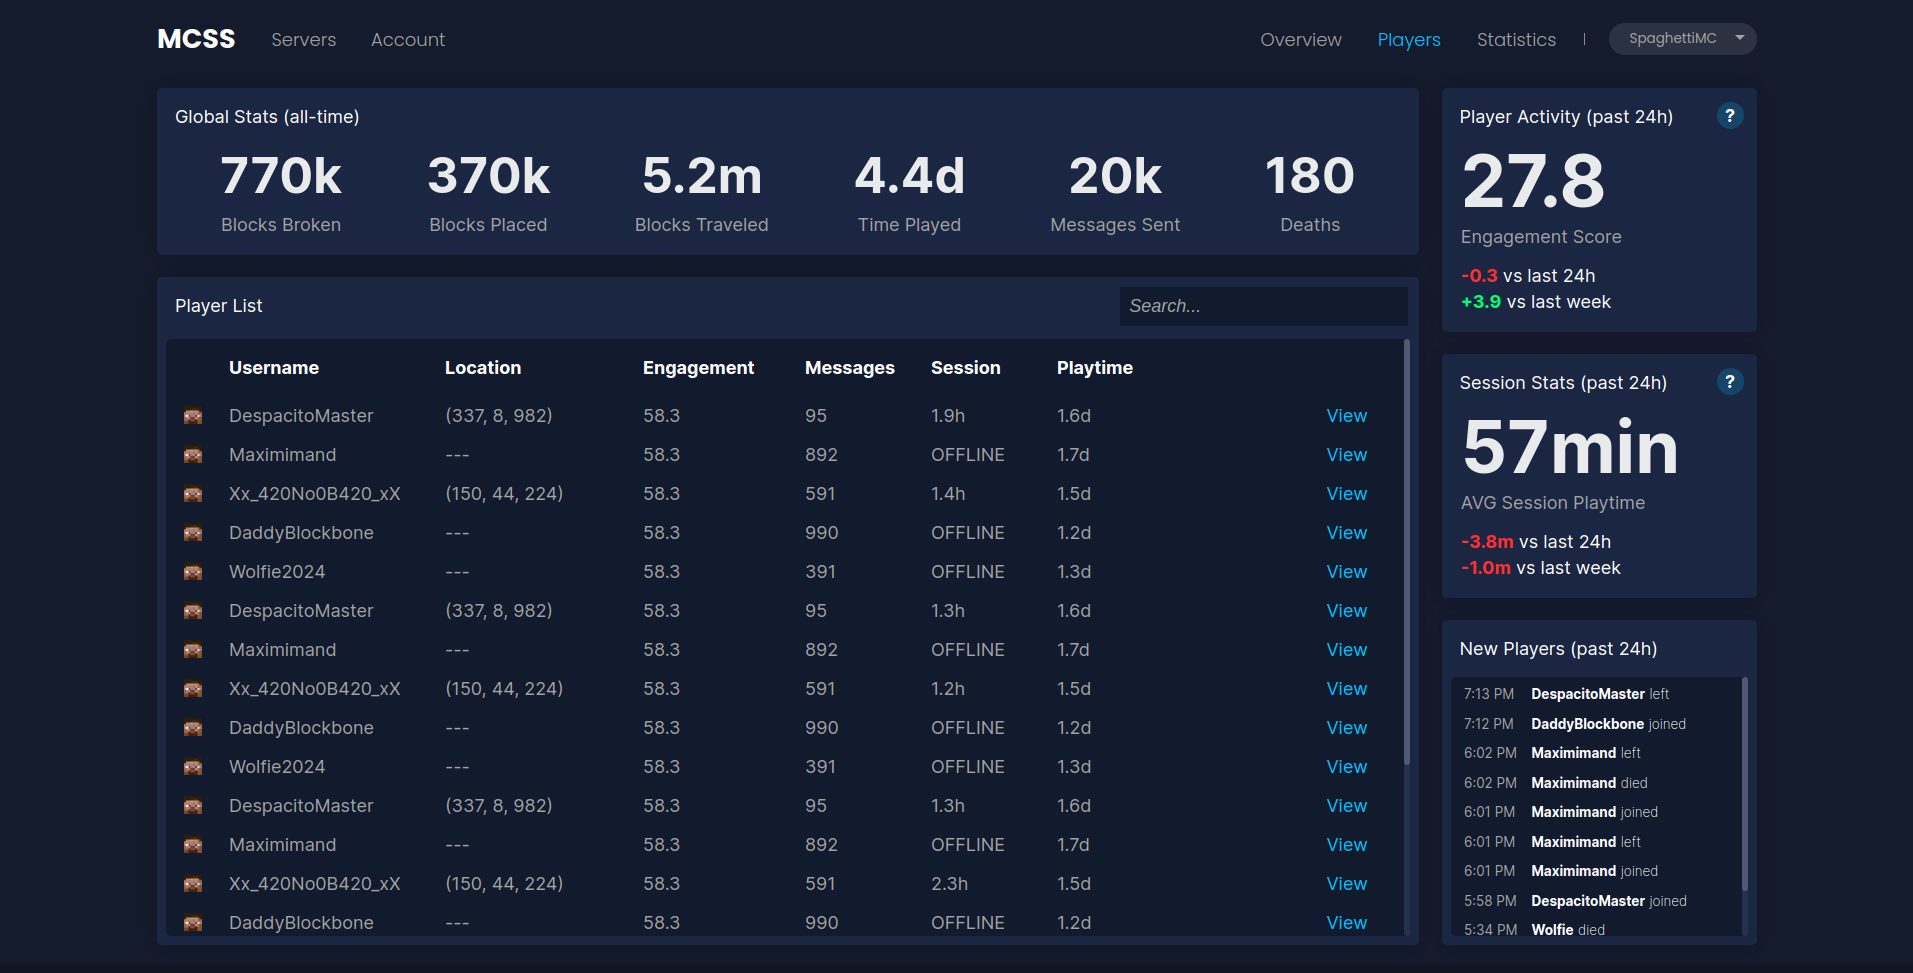 MCSS Servers Account Overview Players Statistics | SpaghettiMC
Global Stats (all-time)
770k 370k 5.2m 4.4d 20k 180
Blocks Broken Blocks Placed Blocks Traveled Time Played Messages Sent Deaths
Player List Search...
Username Location Engagement Messages Session Playtime
DespacitoMaster (337, 8, 982) 58.3 95 1.9h 1.6d View
Maximimand --- 58.3 892 OFFLINE 1.7d View
Xx_420No0B420_xX (150, 44, 224) 58.3 591 1.4h 1.5d View
DaddyBlockbone --- 58.3 990 OFFLINE 1.2d View
Wolfie2024 --- 58.3 391 OFFLINE 1.3d View
DespacitoMaster (337, 8, 982) 58.3 95 1.3h 1.6d View
Maximimand --- 58.3 892 OFFLINE 1.7d View
Xx_420No0B420_xX (150, 44, 224) 58.3 591 1.2h 1.5d View
DaddyBlockbone --- 58.3 990 OFFLINE 1.2d View
Wolfie2024 --- 58.3 391 OFFLINE 1.3d View
DespacitoMaster (337, 8, 982) 58.3 95 1.3h 1.6d View
Maximimand --- 58.3 892 OFFLINE 1.7d View
Xx_420No0B420_xX (150, 44, 224) 58.3 591 2.3h 1.5d View
DaddyBlockbone --- 58.3 990 OFFLINE 1.2d View
Player Activity (past 24h) ?
27.8
Engagement Score
-0.3 vs last 24h
+3.9 vs last week
Session Stats (past 24h) ?
57min
AVG Session Playtime
-3.8m vs last 24h
-1.0m vs last week
New Players (past 24h)
7:13 PM DespacitoMaster left
7:12 PM DaddyBlockbone joined
6:02 PM Maximimand left
6:02 PM Maximimand died
6:01 PM Maximimand joined
6:01 PM Maximimand left
6:01 PM Maximimand joined
5:58 PM DespacitoMaster joined
5:34 PM Wolfie died